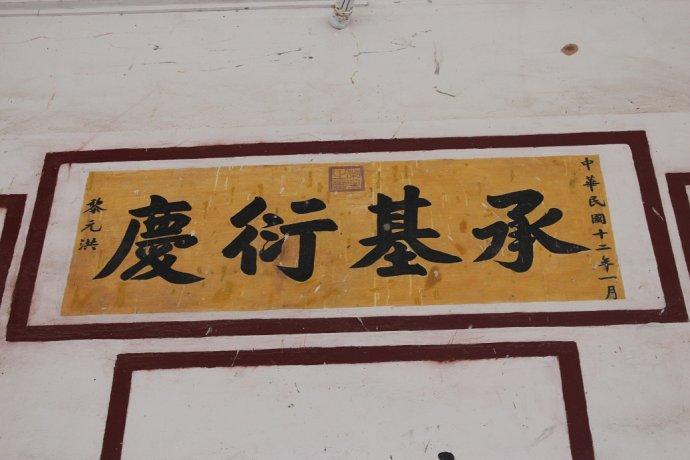 中華民國十二年一月
承基衍慶
黎元洪